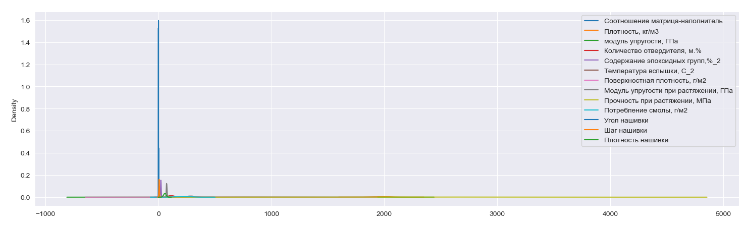 1.6
1.4
1.2
1.0
0.8
0.6
0.4
0.2
0.0
Density
−1000
0
1000
2000
3000
4000
5000
Соотношение матрица-наполнитель
Плотность, кг/м3
модуль упругости, ГПа
Количество отвердителя, м.%
Содержание эпоксидных групп,%_2
Температура вспышки, С_2
Поверхностная плотность, г/м2
Модуль упругости при растяжении, ГПа
Прочность при растяжении, МПа
Потребление смолы, г/м2
Угол нашивки
Шаг нашивки
Плотность нашивки